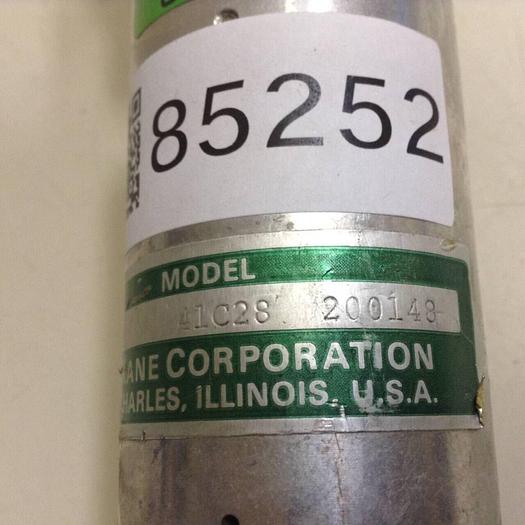 85252
MODEL
41C28 200148
ANE CORPORATION
HARLES, ILLINOIS, U.S.A.